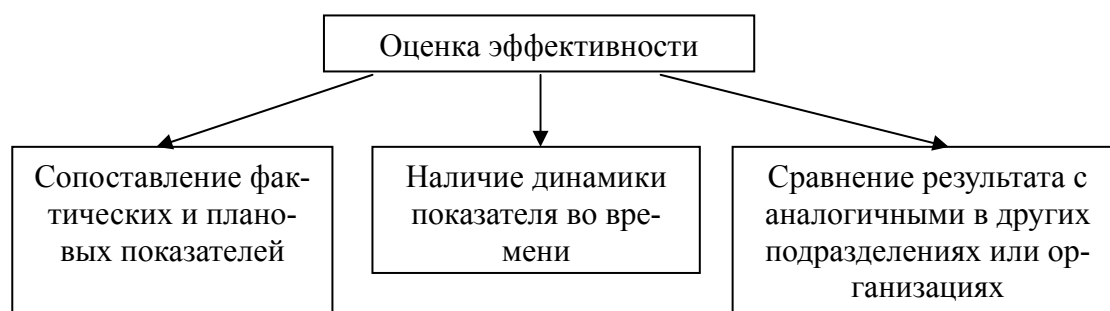 Оценка эффективности
Сопоставление фак-
тических и плано-
вых показателей
Наличие динамики
показателя во вре-
мени
Сравнение результата с
аналогичными в других
подразделениях или ор-
ганизациях